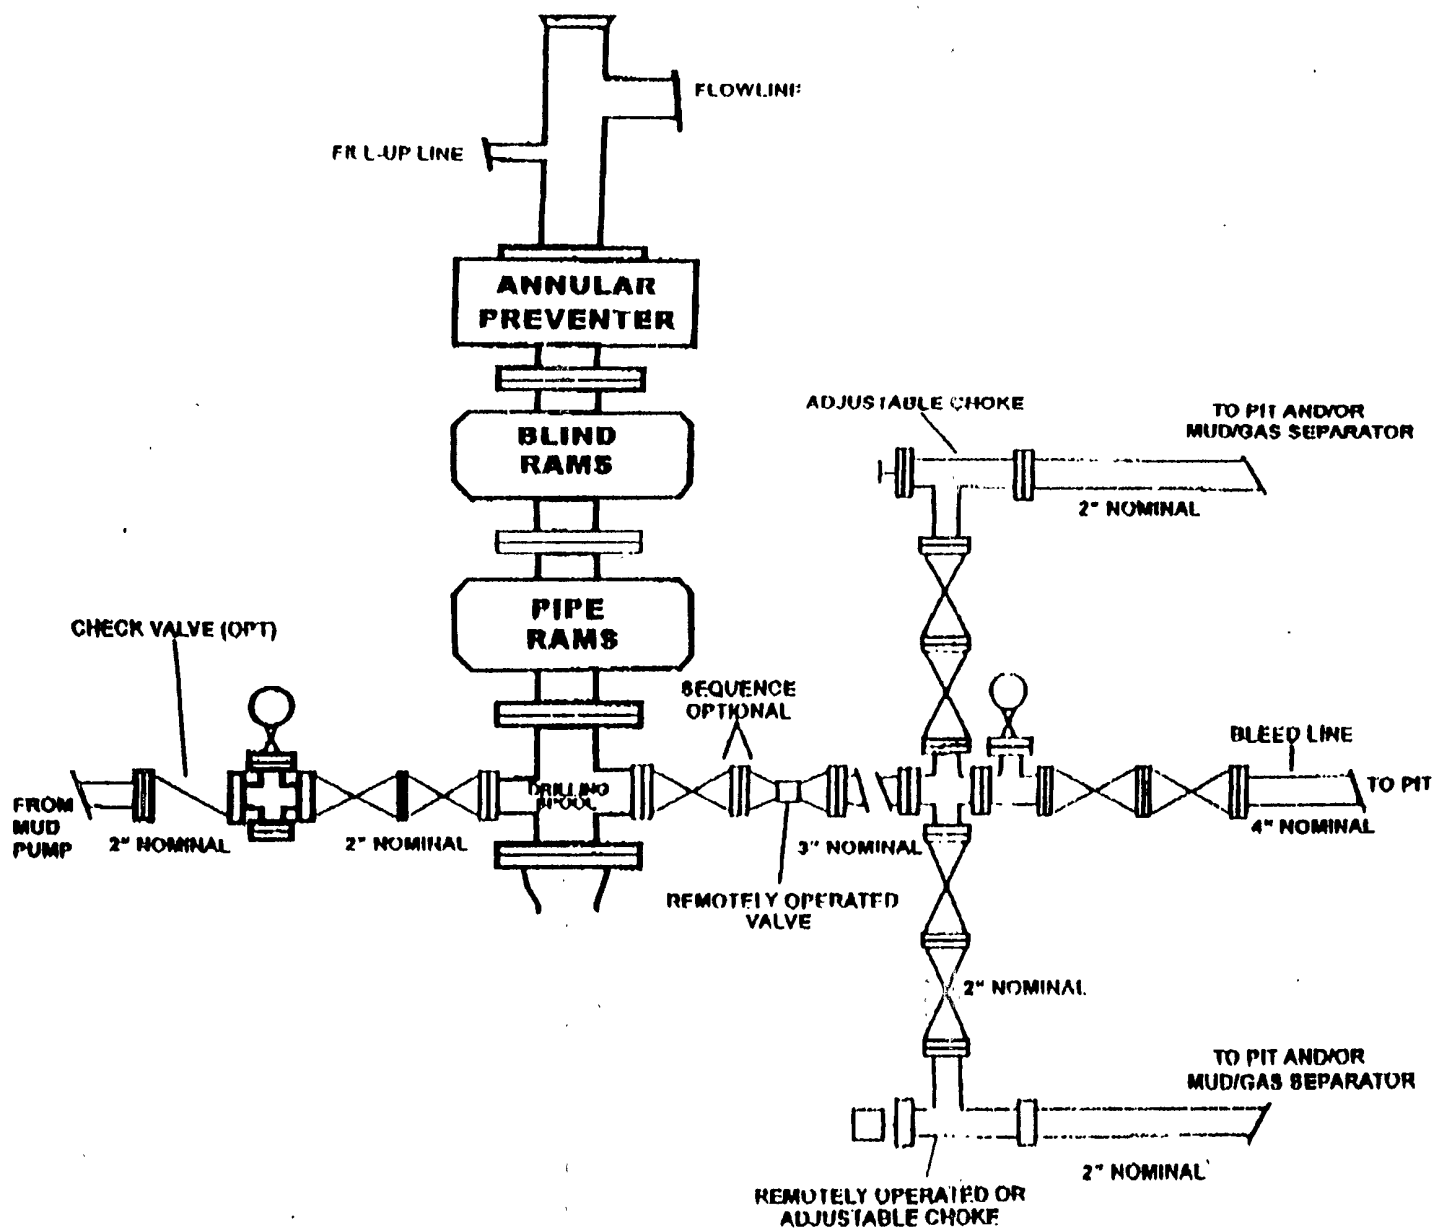 FLOWLINE
FILL-UP LINE
ANNULAR
PREVENTER
ADJUSTABLE CHOKE
TO PIT AND/OR
MUD/GAS SEPARATOR
BLIND
RAMS
2" NOMINAL
PIPE
RAMS
CHECK VALVE (OPT)
SEQUENCE
OPTIONAL
BLEED LINE
DRILLING
SPOOL
TO PIT
FROM
MUD
PUMP
2" NOMINAL
2" NOMINAL
3" NOMINAL
4" NOMINAL
REMOTELY OPERATED
VALVE
2" NOMINAL
TO PIT AND/OR
MUD/GAS SEPARATOR
2" NOMINAL
REMOTELY OPERATED OR
ADJUSTABLE CHOKE